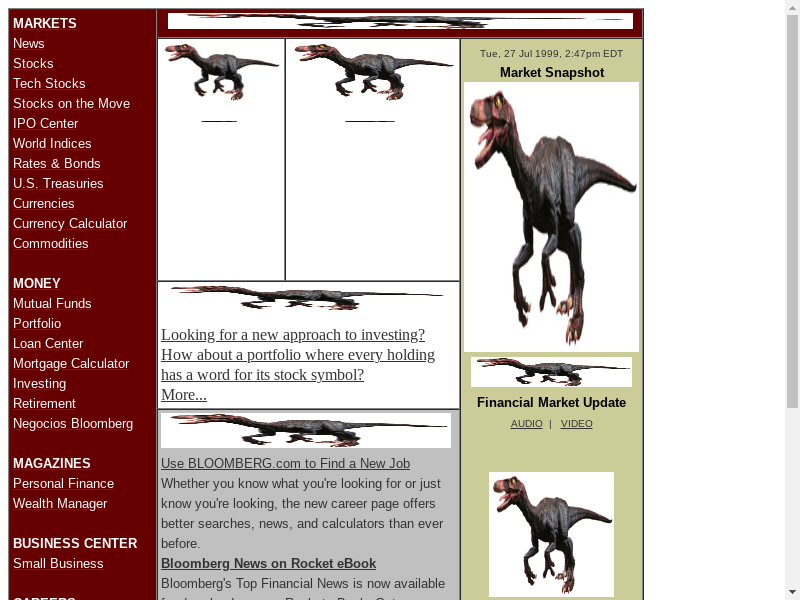 MARKETS
News
Stocks
Tech Stocks
Stocks on the Move
IPO Center
World Indices
Rates & Bonds
U.S. Treasuries
Currencies
Currency Calculator
Commodities
MONEY
Mutual Funds
Portfolio
Loan Center
Mortgage Calculator
Investing
Retirement
Negocios Bloomberg
MAGAZINES
Personal Finance
Wealth Manager
BUSINESS CENTER
Small Business
CAREERS
Looking for a new approach to investing?
How about a portfolio where every holding
has a word for its stock symbol?
More...
Use BLOOMBERG.com to Find a New Job
Whether you know what you're looking for or just
know you're looking, the new career page offers
better searches, news, and calculators than ever
before.
Bloomberg News on Rocket eBook
Bloomberg's Top Financial News is now available
Tue, 27 Jul 1999, 2:47pm EDT
Market Snapshot
Financial Market Update
AUDIO | VIDEO